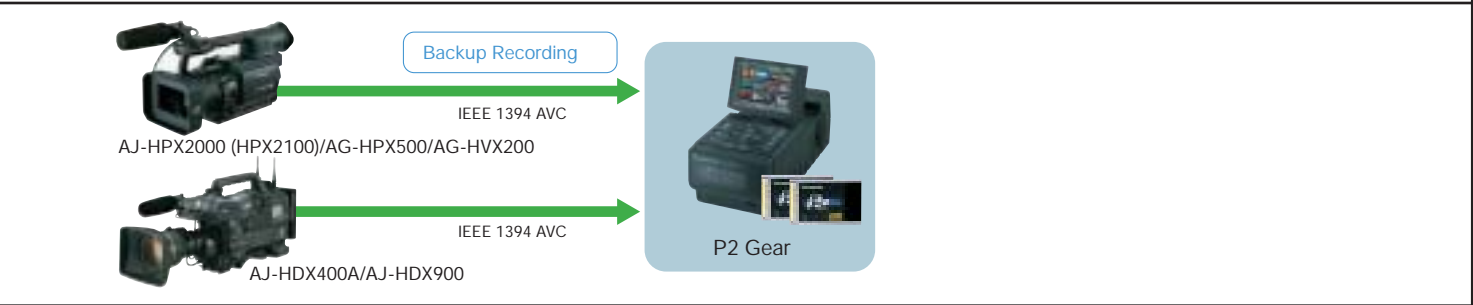 Backup Recording
IEEE 1394 AVC
AJ-HPX2000 (HPX2100)/AG-HPX500/AG-HVX200
IEEE 1394 AVC
P2 Gear
AJ-HDX400A/AJ-HDX900